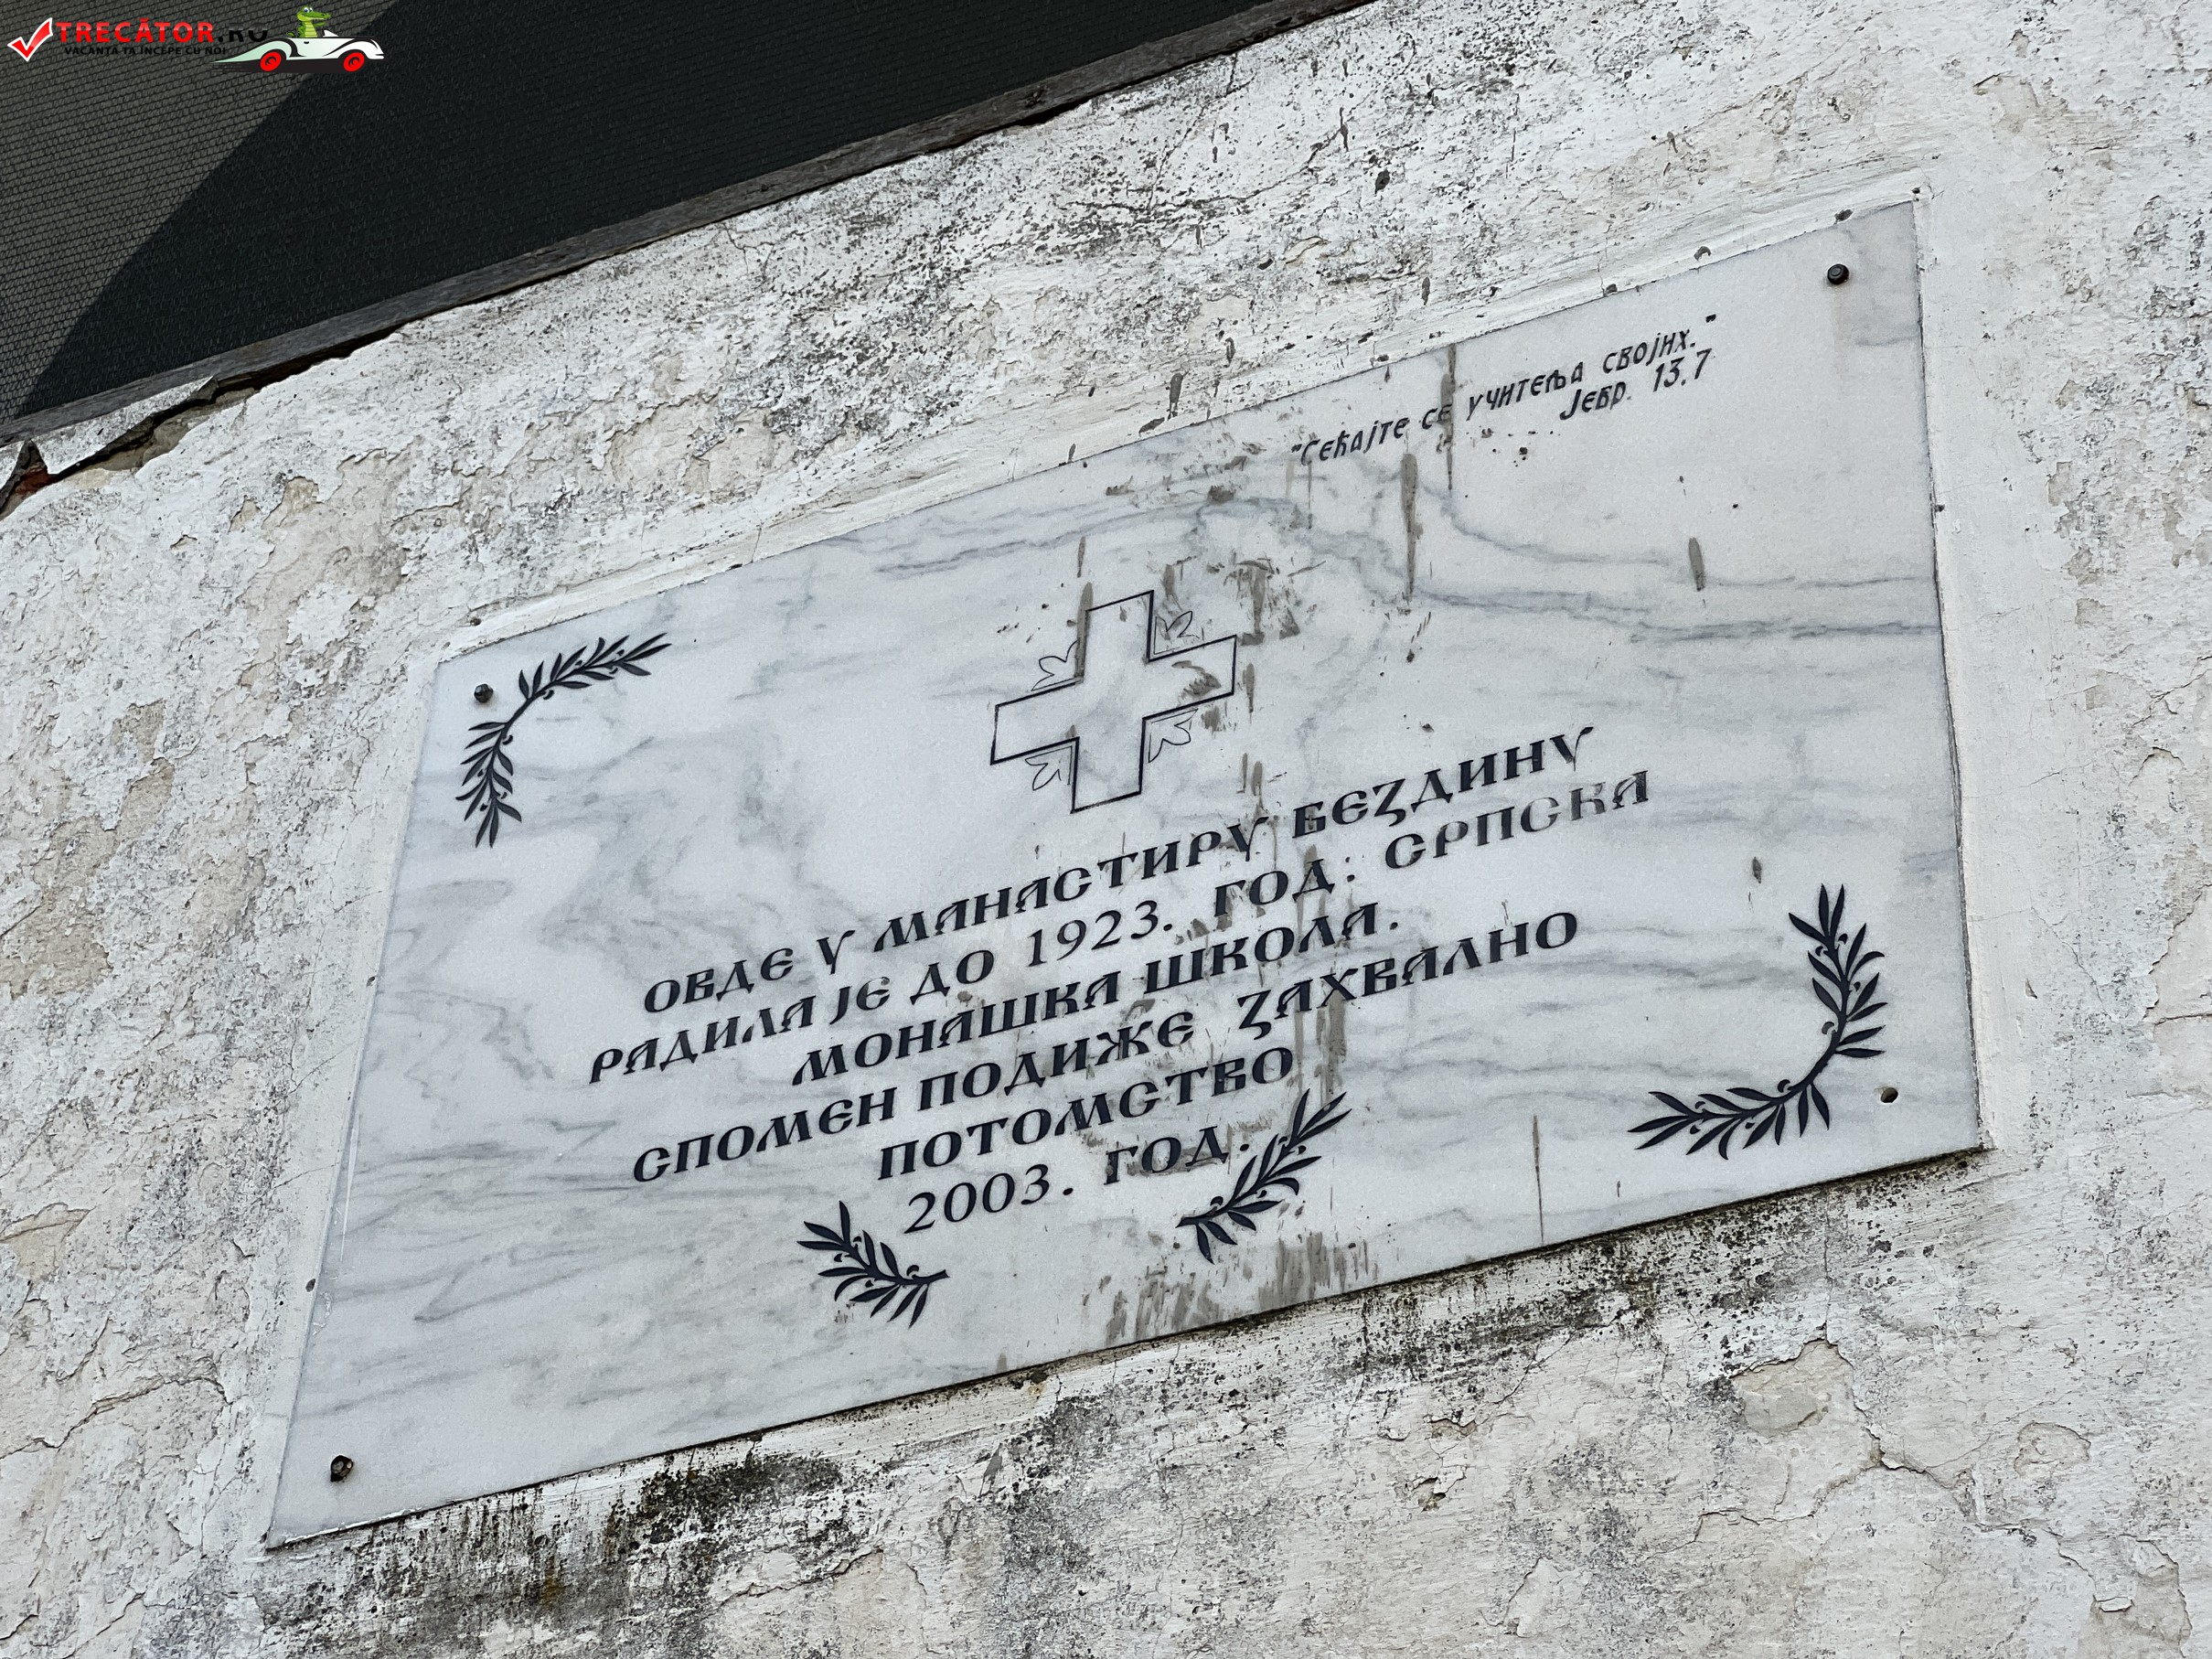 TRECĂTOR.RO
VACANȚA TA ÎNCEPE CU NOI
"Сећајте се учитеља својих."
Јевр. 13.7
ОВДЕ У МАНАСТИРУ БЕЗДИНУ
РАДИЛА ЈЕ ДО 1923. ГОД: СРПСКА
МОНАШКА ШКОЛА.
СПОМЕН ПОДИЖЕ ЗАХВАЛНО
ПОТОМСТВО
2003. ГОД.